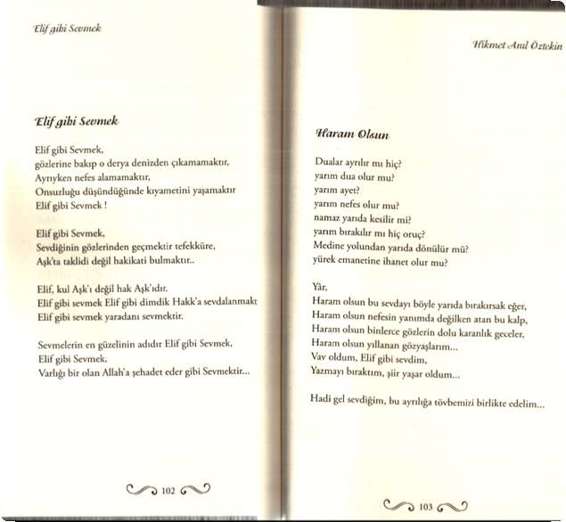 Elif gibi Sevmek
Elif gibi Sevmek
Elif gibi Sevmek,
gözlerine bakıp o derya denizden çıkamamaktır,
Ayrıyken nefes alamamaktır,
Onsuzluğu düşündüğünde kıyametini yaşamaktır
Elif gibi Sevmek !
Elif gibi Sevmek,
Sevdiğinin gözlerinden geçmektir tefekküre,
Aşk'ta taklidi değil hakikati bulmaktır..
Elif, kul Aşk'ı değil hak Aşk'ıdır.
Elif gibi sevmek Elif gibi dimdik Hakk'a sevdalanmakt
Elif gibi sevmek yaradanı sevmektir.
Sevmelerin en güzelinin adıdır Elif gibi Sevmek,
Elif gibi Sevmek,
Varlığı bir olan Allah'a şehadet eder gibi Sevmektir...
102
Hikmet Anıl Öztekin
Haram Olsun
Dualar ayrılır mı hiç?
yarım dua olur mu?
yarım ayet?
yarım nefes olur mu?
namaz yarıda kesilir mi?
yarım bırakılır mı hiç oruç?
Medine yolundan yarıda dönülür mü?
yürek emanetine ihanet olur mu?
Yâr,
Haram olsun bu sevdayı böyle yarıda bırakırsak eğer,
Haram olsun nefesin yanımda değilken atan bu kalp,
Haram olsun binlerce gözlerin dolu karanlık geceler,
Haram olsun yıllanan gözyaşlarım...
Vav oldum, Elif gibi sevdim,
Yazmayı bıraktım, şiir yaşar oldum...
Hadi gel sevdiğim, bu ayrılığa tövbemizi birlikte edelim...
103